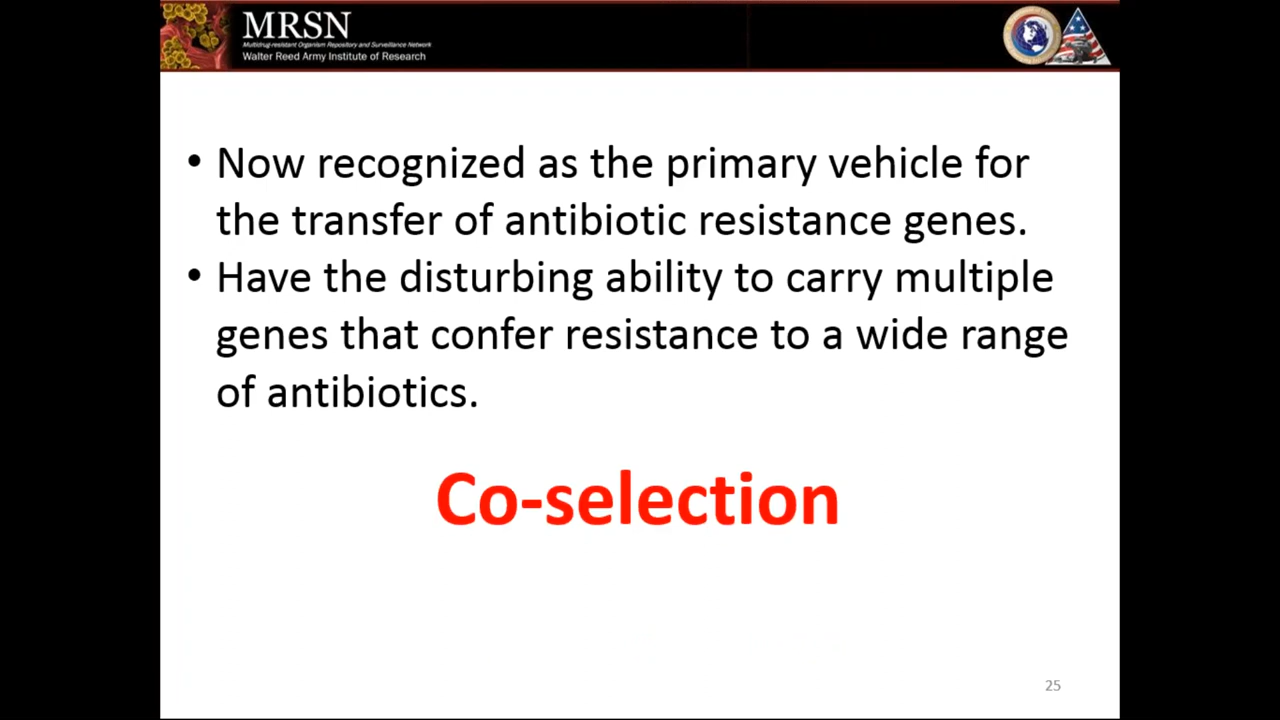 MRSN
Multidrug-resistant Organism Repository and Surveillance Network
Walter Reed Army Institute of Research
• Now recognized as the primary vehicle for
the transfer of antibiotic resistance genes.
• Have the disturbing ability to carry multiple
genes that confer resistance to a wide range
of antibiotics.
Co-selection
25